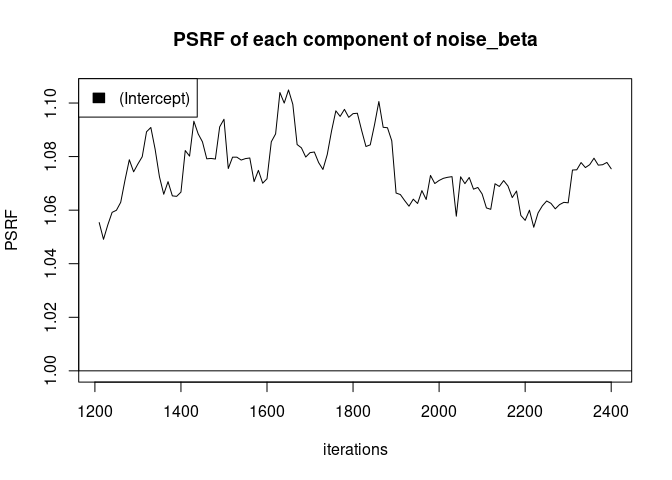 PSRF of each component of noise_beta
(Intercept)
PSRF
1.10
1.08
1.06
1.04
1.02
1.00
1200 1400 1600 1800 2000 2200 2400
iterations